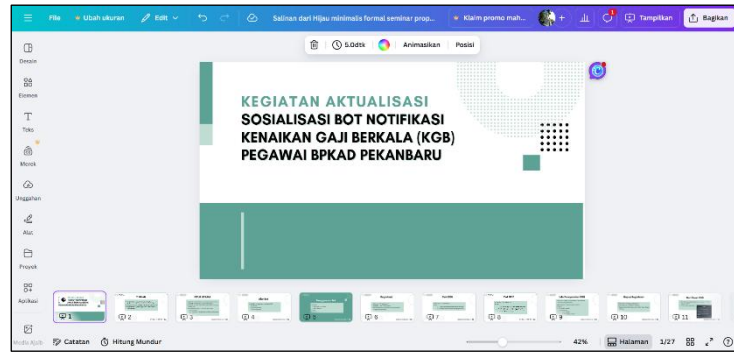 File
Ubah ukuran
Edit
Salinan dari Hijau minimalis formal seminar prop...
Klaim promo mah...
Tampilkan
Bagikan
5.0dtk
Animasikan
Posisi
Desain
Elemen
Teks
Merek
Unggahan
Alat
Proyek
Aplikasi
Media Ajaib
KEGIATAN AKTUALISASI
SOSIALISASI BOT NOTIFIKASI
KENAIKAN GAJI BERKALA (KGB)
PEGAWAI BPKAD PEKANBARU
1
2
3
4
5
6
7
8
9
10
11
Catatan
Hitung Mundur
42%
Halaman
1/27